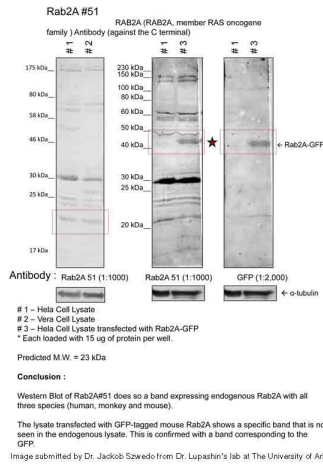 Rab2A #51
RAB2A (RAB2A, member RAS oncogene
family ) Antibody (against the C terminal)
# 1 # 2 # 1 # 3 # 1 # 3
175 kDa
80 kDa
58 kDa
46 kDa
30 kDa
25 kDa
17 kDa
230 kDa
150 kDa
100 kDa
80 kDa
60 kDa
50 kDa
40 kDa
30 kDa
25 kDa
20 kDa
← Rab2A-GFP
Antibody : Rab2A 51 (1:1000) Rab2A 51 (1:1000) GFP (1:2,000)
← α-tubulin
# 1 – Hela Cell Lysate
# 2 – Vera Cell Lysate
# 3 – Hela Cell Lysate transfected with Rab2A-GFP
* Each loaded with 15 ug of protein per well.
Predicted M.W. = 23 kDa
Conclusion :
Western Blot of Rab2A#51 does so a band expressing endogenous Rab2A with all
three species (human, monkey and mouse).
The lysate transfected with GFP-tagged mouse Rab2A shows a specific band that is no
seen in the endogenous lysate. This is confirmed with a band corresponding to the
GFP.
Image submitted by Dr. Jackob Szwedo from Dr. Lupashin's lab at The University of Ar